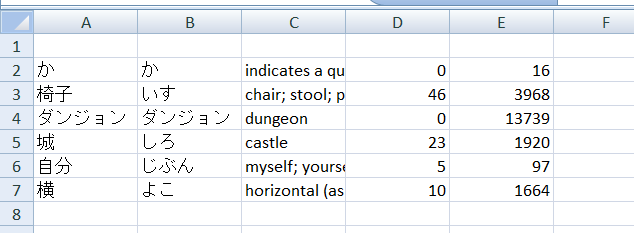 A B C D E F
1
2 か か indicates a qu 0 16
3 椅子 いす chair; stool; p 46 3968
4 ダンジョン ダンジョン dungeon 0 13739
5 城 しろ castle 23 1920
6 自分 じぶん myself; yourse 5 97
7 横 よこ horizontal (as 10 1664
8